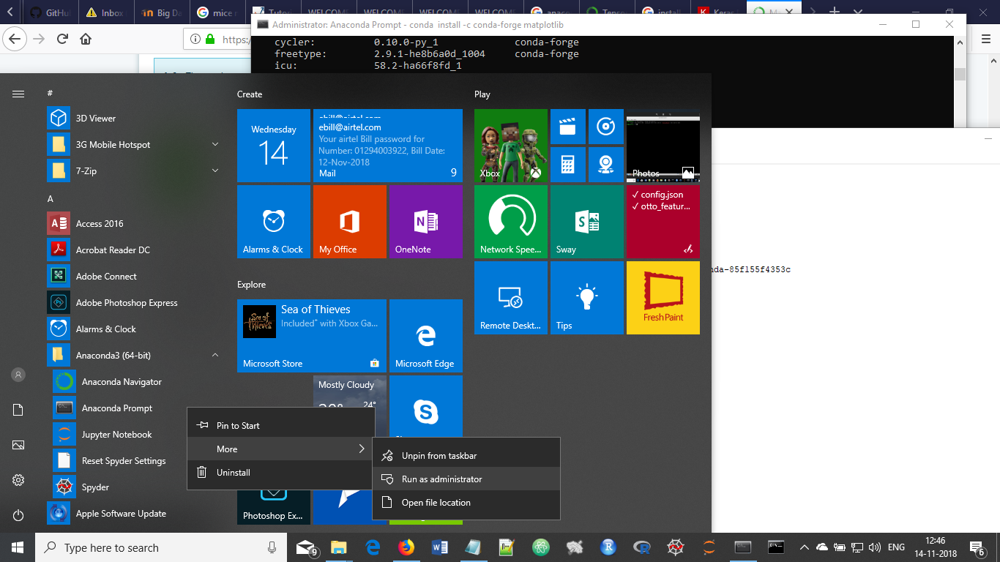 GitHub
Inbox
Big Da
mice r
Tutor
WELCOME
WELCOME
WELCOME
WELCOME
anac
Tenso
install
Keras
Administrator: Anaconda Prompt - conda install -c conda-forge matplotlib
https:
cycler: 0.10.0-py_1 conda-forge
freetype: 2.9.1-he8b6a0d_1004 conda-forge
icu: 58.2-ha66f8fd_1
#
3D Viewer
3G Mobile Hotspot
7-Zip
A
Access 2016
Acrobat Reader DC
Adobe Connect
Adobe Photoshop Express
Alarms & Clock
Anaconda3 (64-bit)
Anaconda Navigator
Anaconda Prompt
Jupyter Notebook
Reset Spyder Settings
Spyder
Apple Software Update
Create
Wednesday
14
ebill@airtel.com
ebill@airtel.com
Your airtel Bill password for
Number: 01294003922, Bill Date:
12-Nov-2018
Mail 9
Alarms & Clock
My Office
OneNote
Explore
Sea of Thieves
Included* with Xbox Ga...
Sea of
Thieves
Microsoft Store
Microsoft Edge
Mostly Cloudy
24°
Photoshop Ex...
Play
Xbox
Photos
Network Spee...
Sway
✓ config.json
✓ otto_featur...
Remote Deskt...
Tips
Fresh Paint
nda-85f155f4353c
Pin to Start
More
Uninstall
Unpin from taskbar
Run as administrator
Open file location
Type here to search
9
ENG
12:46
14-11-2018
6